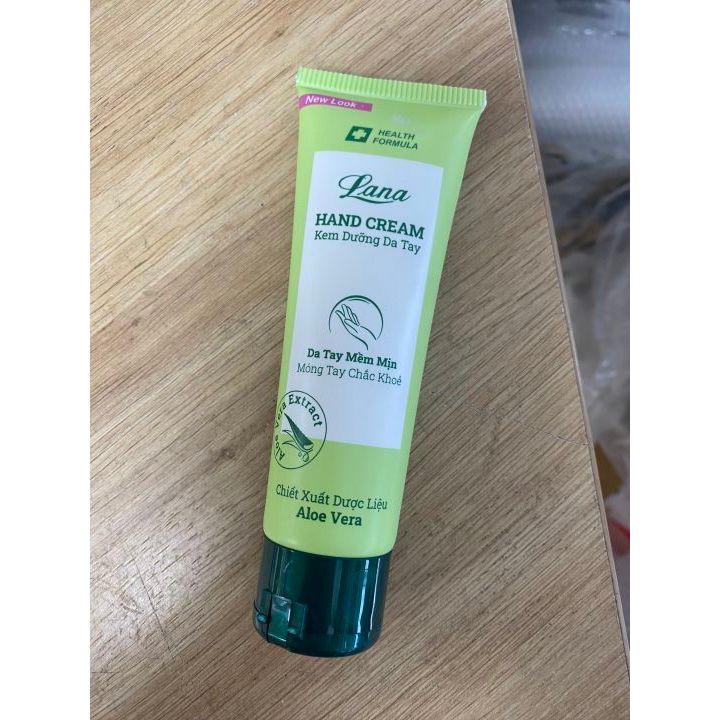 New Look
HEALTH
FORMULA
Lana
HAND CREAM
Kem Dưỡng Da Tay
Da Tay Mềm Mịn
Móng Tay Chắc Khoẻ
Aloe Vera Extract
Chiết Xuất Dược Liệu
Aloe Vera